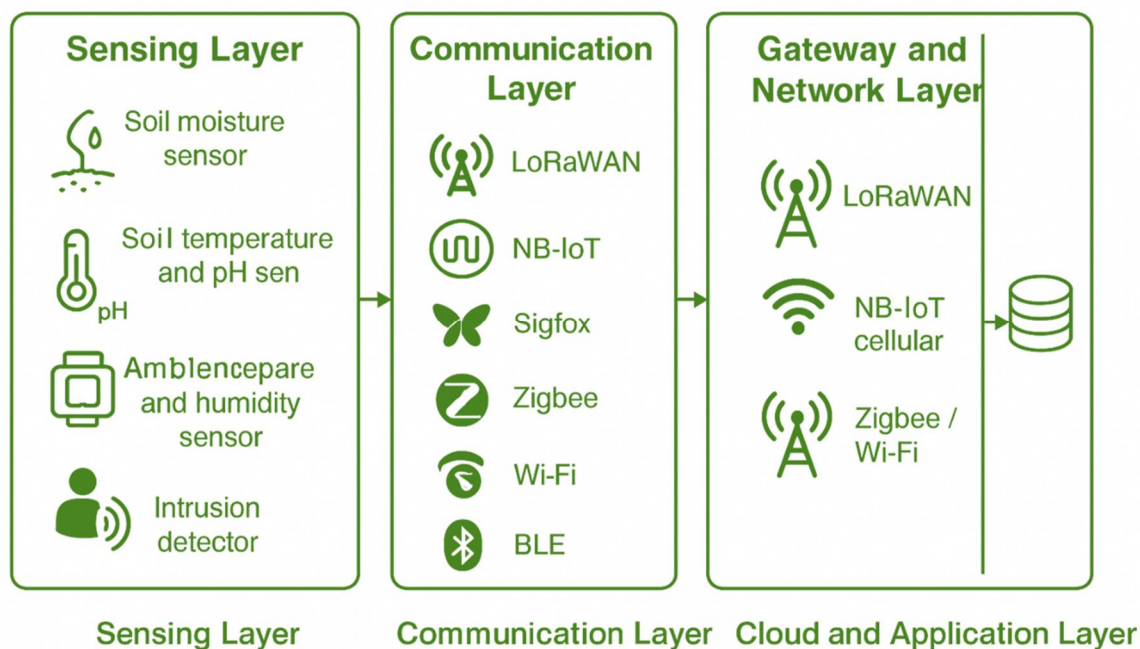 Sensing Layer
Soil moisture
sensor
Soil temperature
and pH sen
pH
Amblencepare
and humidity
sensor
Intrusion
detector
Communication
Layer
LoRaWAN
NB-IoT
Sigfox
Zigbee
Wi-Fi
BLE
Gateway and
Network Layer
LoRaWAN
NB-IoT
cellular
Zigbee /
Wi-Fi
Sensing Layer
Communication Layer
Cloud and Application Layer